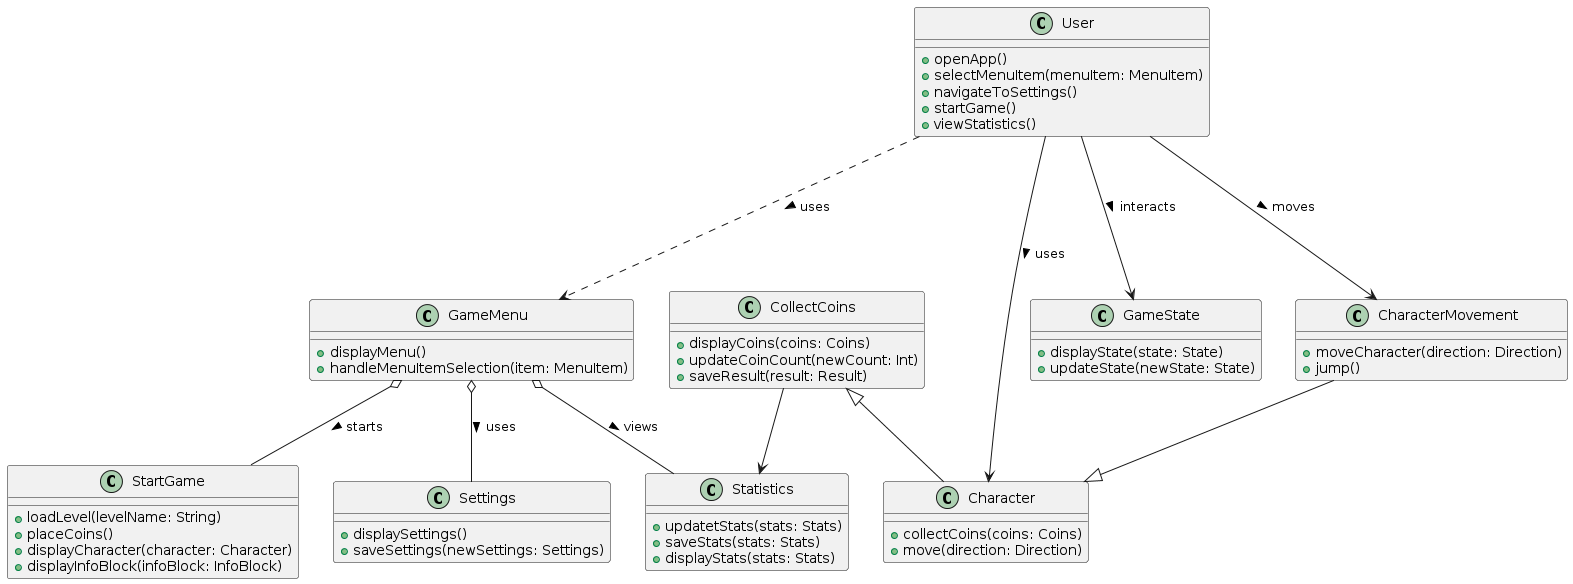 C User
openApp()
selectMenuItem(menuItem: MenuItem)
navigateToSettings()
startGame()
viewStatistics()
uses
interacts
moves
uses
C GameMenu
displayMenu()
handleMenuItemSelection(item: MenuItem)
C CollectCoins
displayCoins(coins: Coins)
updateCoinCount(newCount: Int)
saveResult(result: Result)
C GameState
displayState(state: State)
updateState(newState: State)
C CharacterMovement
moveCharacter(direction: Direction)
jump()
starts
uses
views
C StartGame
loadLevel(levelName: String)
placeCoins()
displayCharacter(character: Character)
displayInfoBlock(infoBlock: InfoBlock)
C Settings
displaySettings()
saveSettings(newSettings: Settings)
C Statistics
updatetStats(stats: Stats)
saveStats(stats: Stats)
displayStats(stats: Stats)
C Character
collectCoins(coins: Coins)
move(direction: Direction)